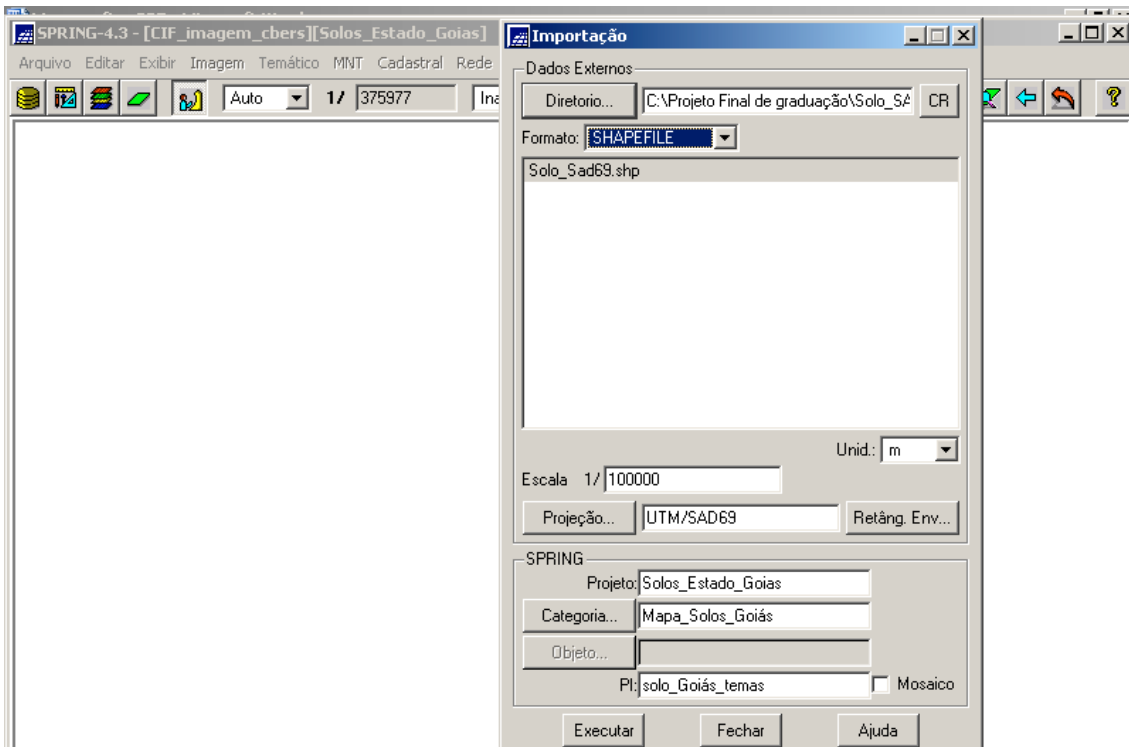 SPRING-4.3 - [CIF_imagem_cbers][Solos_Estado_Goias]
Arquivo Editar Exibir Imagem Temático MNT Cadastral Rede
Auto
1/ 375977
Importação
Dados Externos
Diretorio... C:\Projeto Final de graduação\Solo_SA CR
Formato: SHAPEFILE
Solo_Sad69.shp
Unid.: m
Escala 1/ 100000
Projeção... UTM/SAD69 Retâng. Env...
SPRING
Projeto: Solos_Estado_Goias
Categoria... Mapa_Solos_Goiás
Objeto...
PI: solo_Goiás_temas Mosaico
Executar Fechar Ajuda